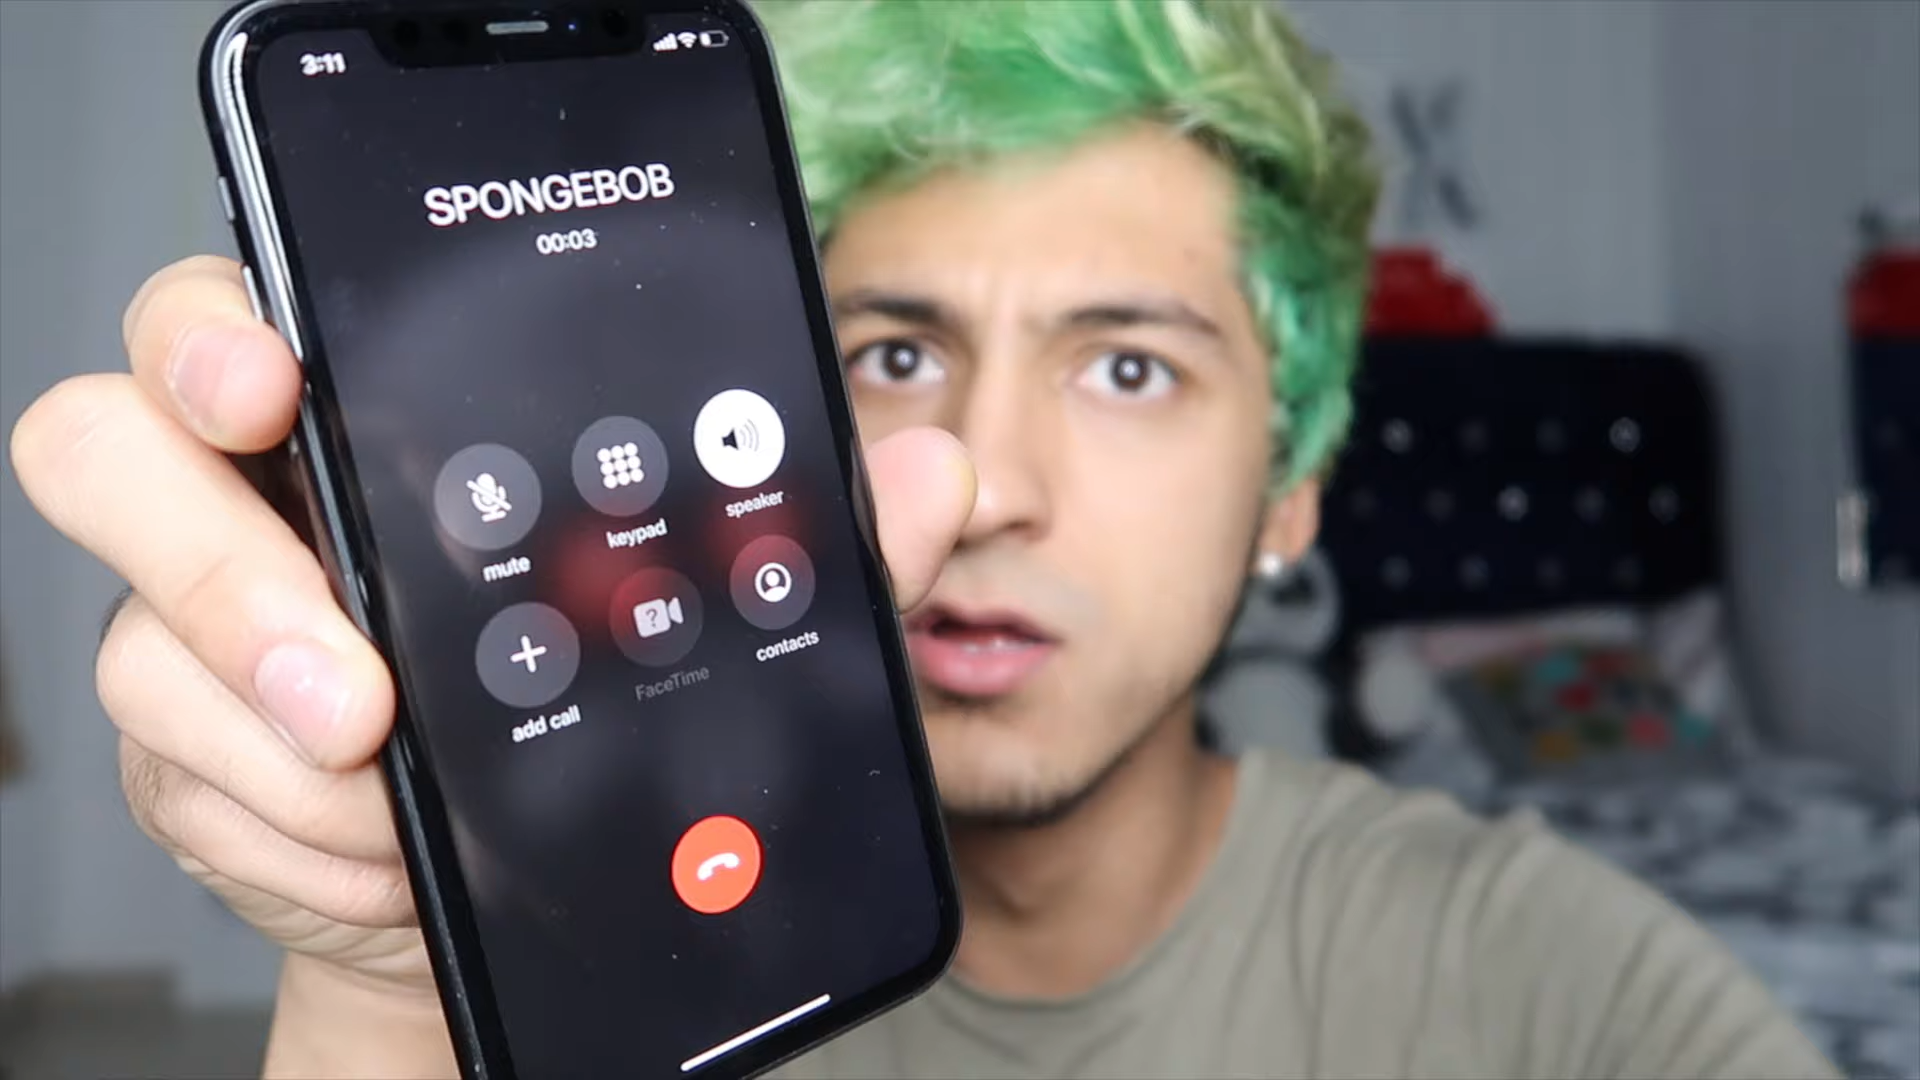 3:11
SPONGEBOB
00:03
mute
keypad
speaker
add call
?
FaceTime
contacts